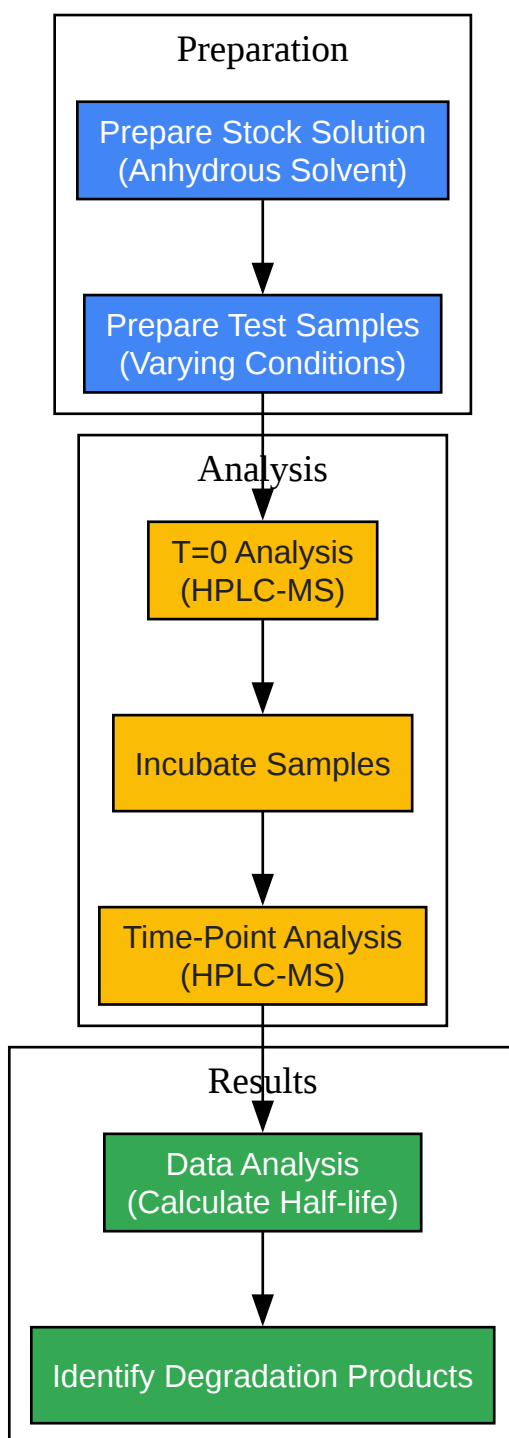 Preparation
Prepare Stock Solution
(Anhydrous Solvent)
Prepare Test Samples
(Varying Conditions)
Analysis
T=0 Analysis
(HPLC-MS)
Incubate Samples
Time-Point Analysis
(HPLC-MS)
Results
Data Analysis
(Calculate Half-life)
Identify Degradation Products